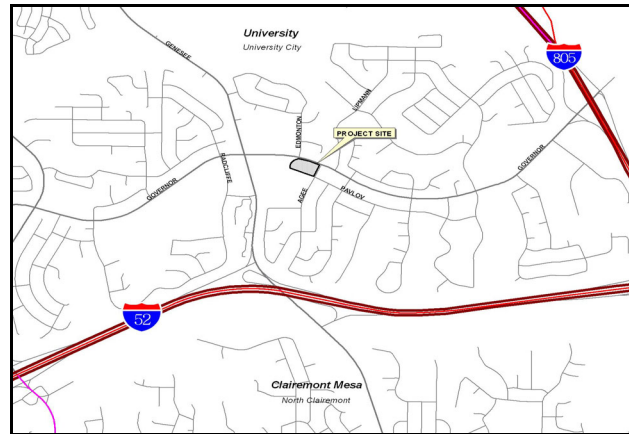 University
University City
GENESEE
805
LIPMANN
EDMONTON
PROJECT SITE
RADCLIFFE
GOVERNOR
GOVERNOR
AGEE
PAVLOV
52
Clairemont Mesa
North Clairemont